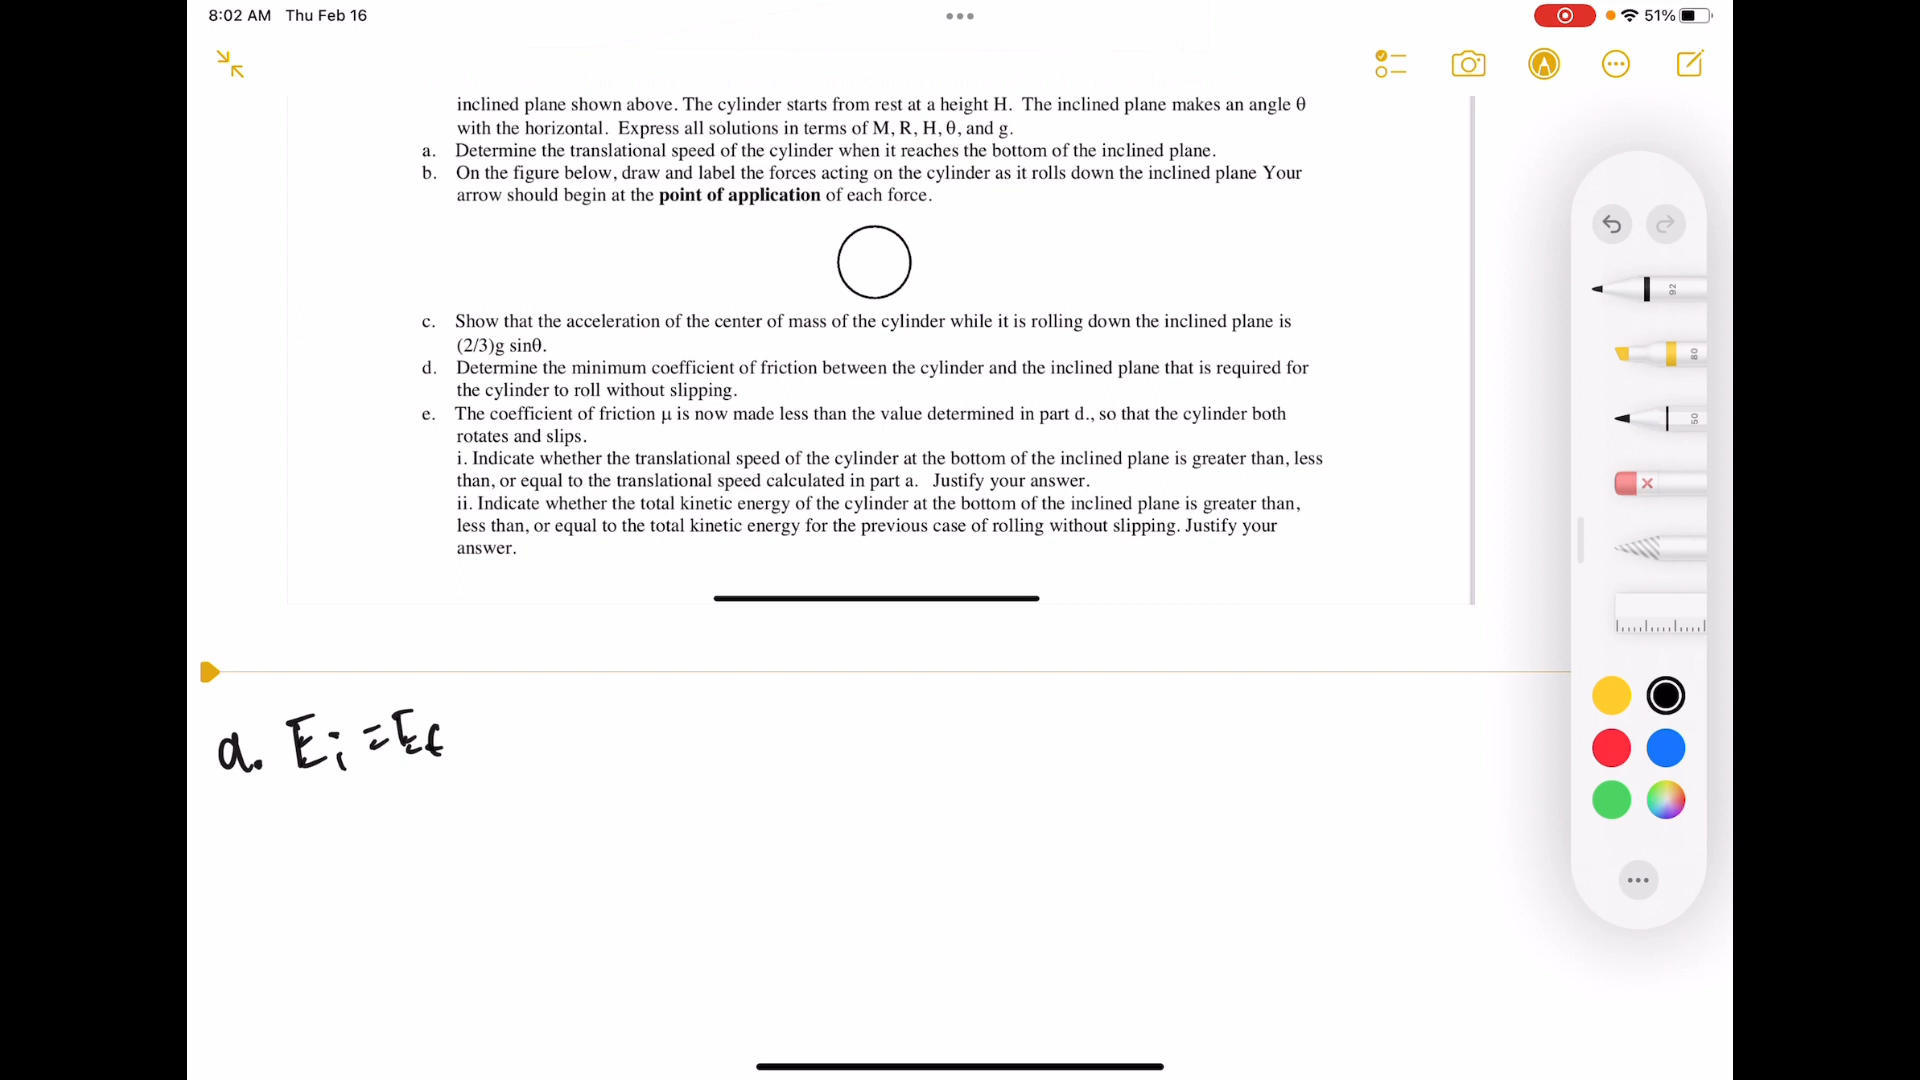 8:02 AM Thu Feb 16
51%
inclined plane shown above. The cylinder starts from rest at a height H. The inclined plane makes an angle θ
with the horizontal. Express all solutions in terms of M, R, H, θ, and g.
a. Determine the translational speed of the cylinder when it reaches the bottom of the inclined plane.
b. On the figure below, draw and label the forces acting on the cylinder as it rolls down the inclined plane Your
arrow should begin at the point of application of each force.
c. Show that the acceleration of the center of mass of the cylinder while it is rolling down the inclined plane is
(2/3)g sinθ.
d. Determine the minimum coefficient of friction between the cylinder and the inclined plane that is required for
the cylinder to roll without slipping.
e. The coefficient of friction μ is now made less than the value determined in part d., so that the cylinder both
rotates and slips.
i. Indicate whether the translational speed of the cylinder at the bottom of the inclined plane is greater than, less
than, or equal to the translational speed calculated in part a. Justify your answer.
ii. Indicate whether the total kinetic energy of the cylinder at the bottom of the inclined plane is greater than,
less than, or equal to the total kinetic energy for the previous case of rolling without slipping. Justify your
answer.
92
80
50
a. Ei = Ef